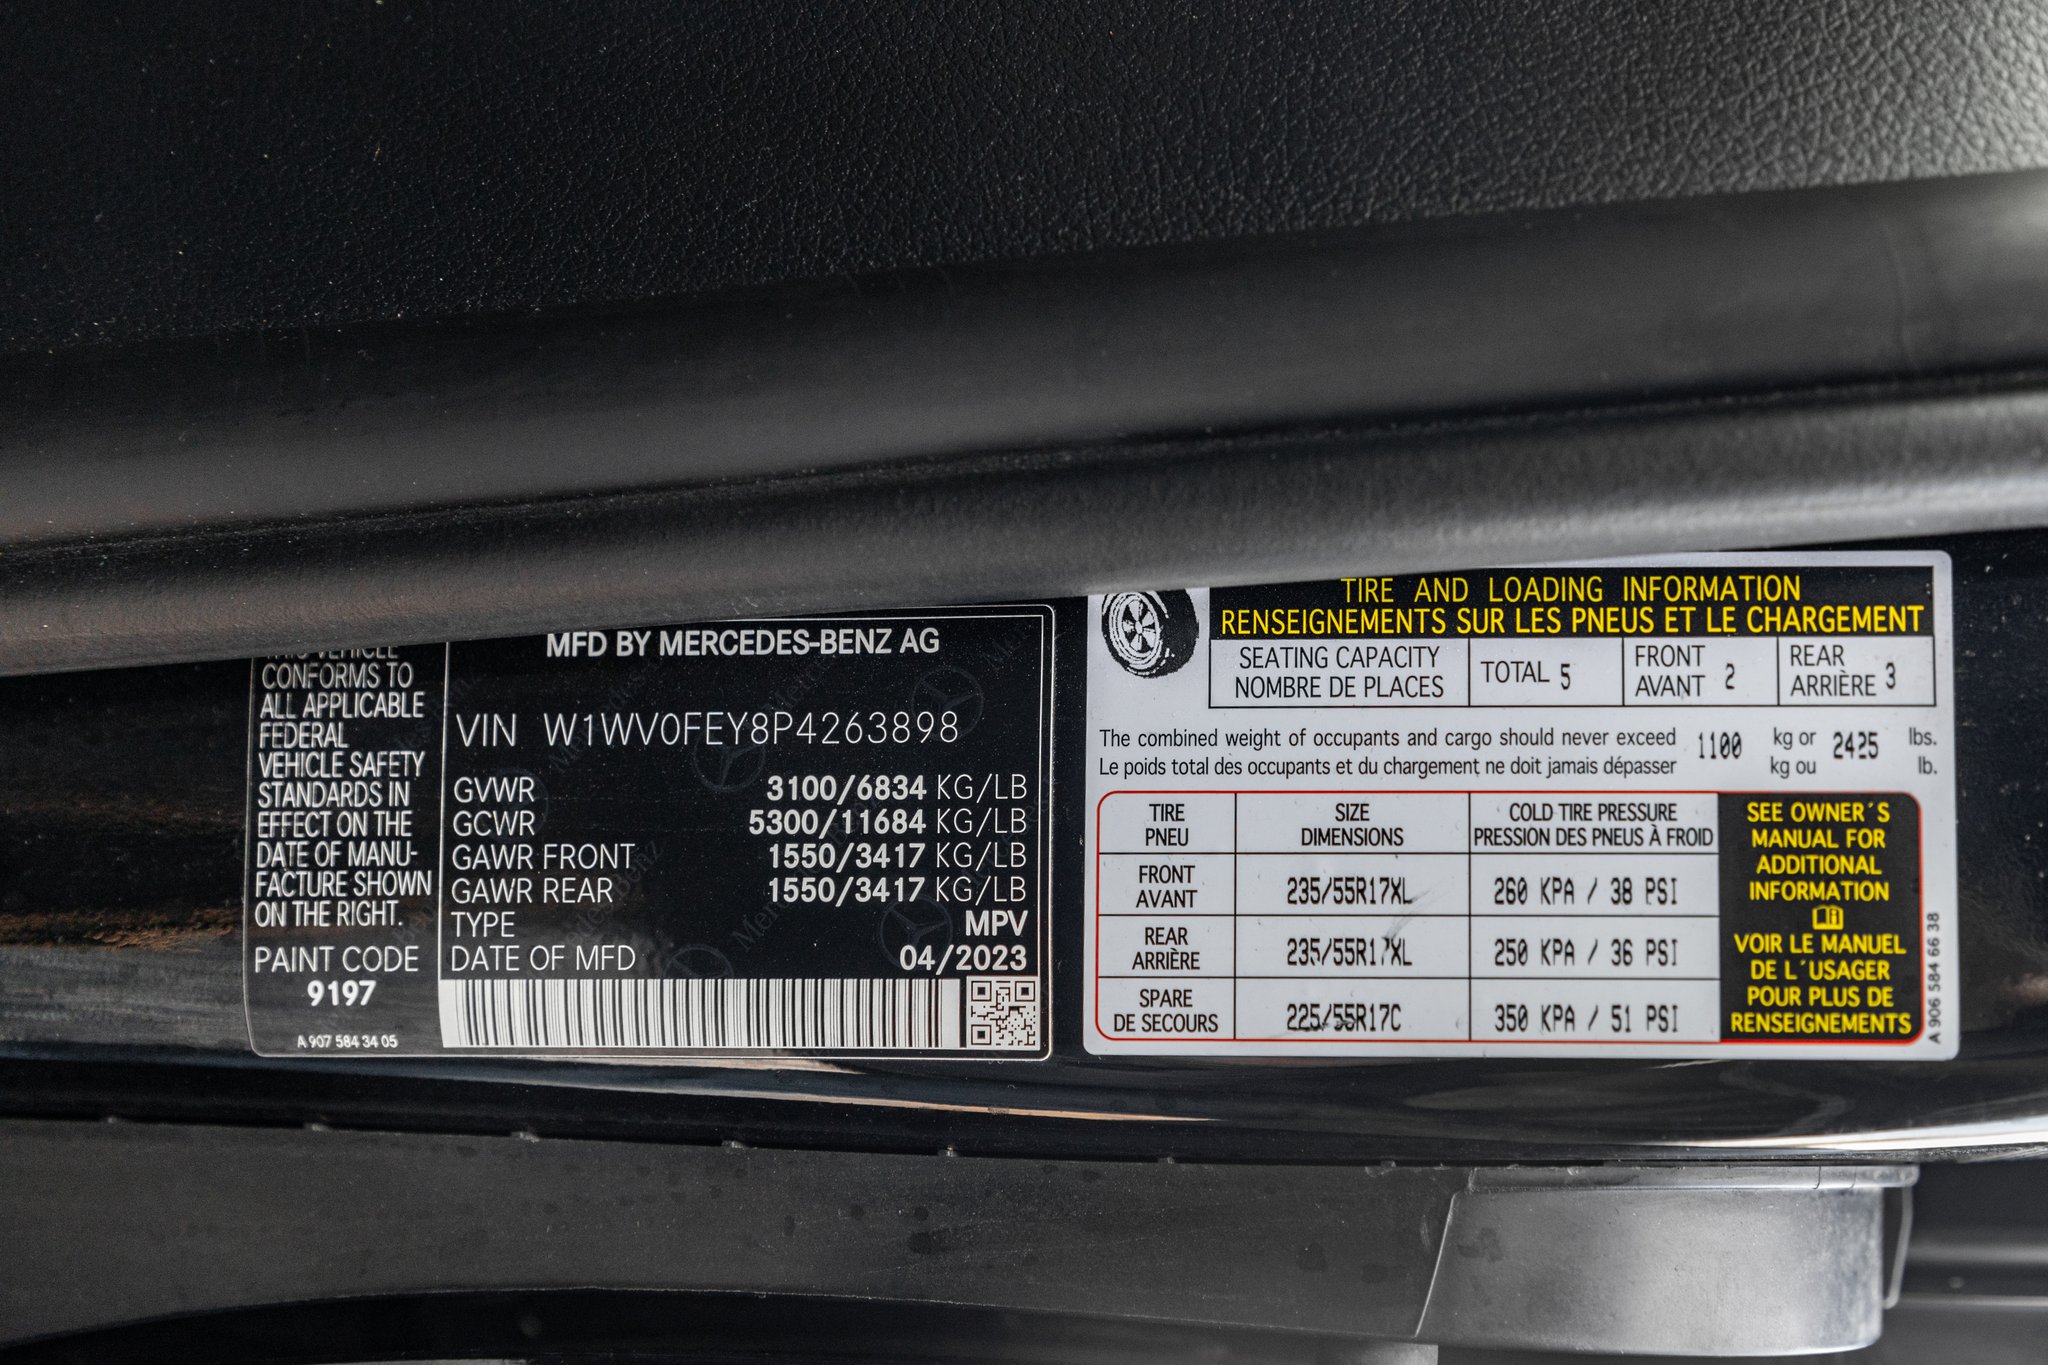 MFD BY MERCEDES-BENZ AG
THIS VEHICLE
CONFORMS TO
ALL APPLICABLE
FEDERAL
VEHICLE SAFETY
STANDARDS IN
EFFECT ON THE
DATE OF MANU-
FACTURE SHOWN
ON THE RIGHT.
PAINT CODE
9197
A 907 584 34 05
VIN W1WV0FEY8P4263898
GVWR 3100/6834 KG/LB
GCWR 5300/11684 KG/LB
GAWR FRONT 1550/3417 KG/LB
GAWR REAR 1550/3417 KG/LB
TYPE MPV
DATE OF MFD 04/2023
TIRE AND LOADING INFORMATION
RENSEIGNEMENTS SUR LES PNEUS ET LE CHARGEMENT
SEATING CAPACITY
NOMBRE DE PLACES
TOTAL 5
FRONT
AVANT 2
REAR
ARRIÈRE 3
The combined weight of occupants and cargo should never exceed 1100 kg or 2425 lbs.
Le poids total des occupants et du chargement ne doit jamais dépasser kg ou lb.
TIRE
PNEU
SIZE
DIMENSIONS
COLD TIRE PRESSURE
PRESSION DES PNEUS À FROID
FRONT
AVANT
235/55R17XL
260 KPA / 38 PSI
REAR
ARRIÈRE
235/55R17XL
250 KPA / 36 PSI
SPARE
DE SECOURS
225/55R17C
350 KPA / 51 PSI
SEE OWNER´S
MANUAL FOR
ADDITIONAL
INFORMATION
VOIR LE MANUEL
DE L´USAGER
POUR PLUS DE
RENSEIGNEMENTS
A 906 584 66 38